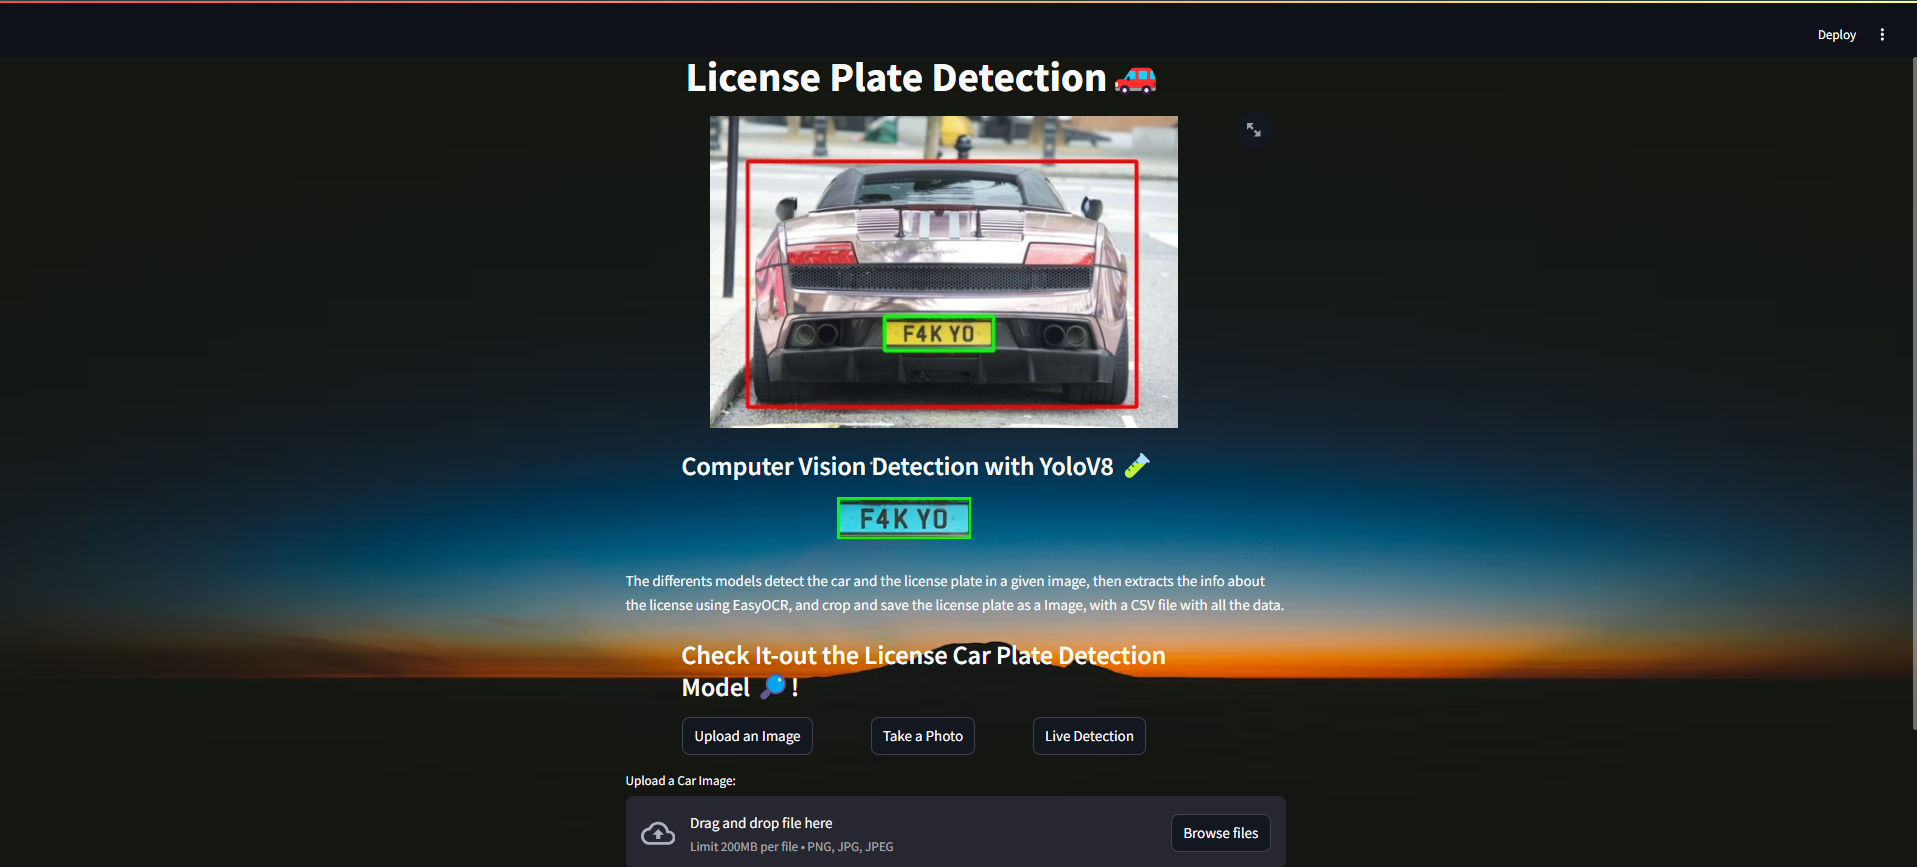 Deploy
License Plate Detection
F4K YO
Computer Vision Detection with YoloV8
F4K YO
The differents models detect the car and the license plate in a given image, then extracts the info about
the license using EasyOCR, and crop and save the license plate as a Image, with a CSV file with all the data.
Check It-out the License Car Plate Detection
Model 🔎 !
Upload an Image
Take a Photo
Live Detection
Upload a Car Image:
Drag and drop file here
Limit 200MB per file • PNG, JPG, JPEG
Browse files